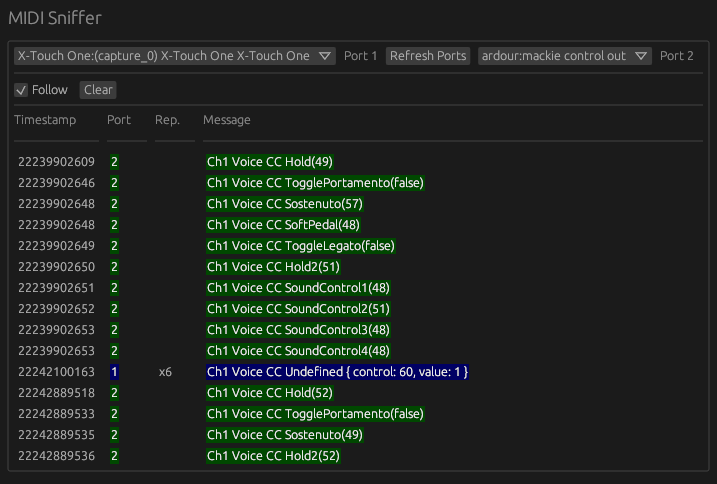 MIDI Sniffer
X-Touch One:(capture_0) X-Touch One X-Touch One Port 1 Refresh Ports ardour:mackie control out Port 2
Follow Clear
Timestamp Port Rep. Message
22239902609 2 Ch1 Voice CC Hold(49)
22239902646 2 Ch1 Voice CC TogglePortamento(false)
22239902648 2 Ch1 Voice CC Sostenuto(57)
22239902648 2 Ch1 Voice CC SoftPedal(48)
22239902649 2 Ch1 Voice CC ToggleLegato(false)
22239902650 2 Ch1 Voice CC Hold2(51)
22239902651 2 Ch1 Voice CC SoundControl1(48)
22239902652 2 Ch1 Voice CC SoundControl2(51)
22239902653 2 Ch1 Voice CC SoundControl3(48)
22239902653 2 Ch1 Voice CC SoundControl4(48)
22242100163 1 x6 Ch1 Voice CC Undefined { control: 60, value: 1 }
22242889518 2 Ch1 Voice CC Hold(52)
22242889533 2 Ch1 Voice CC TogglePortamento(false)
22242889535 2 Ch1 Voice CC Sostenuto(49)
22242889536 2 Ch1 Voice CC Hold2(52)